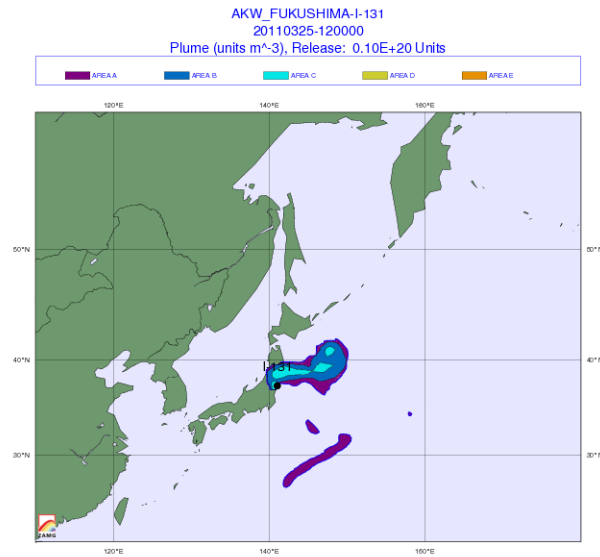 AKW_FUKUSHIMA-I-131
20110325-120000
Plume (units m^-3), Release: 0.10E+20 Units
AREA A AREA B AREA C AREA D AREA E
120°E 140°E 160°E
50°N 50°N
40°N 40°N
I-131
30°N 30°N
ZAMG
120°E 140°E 160°E